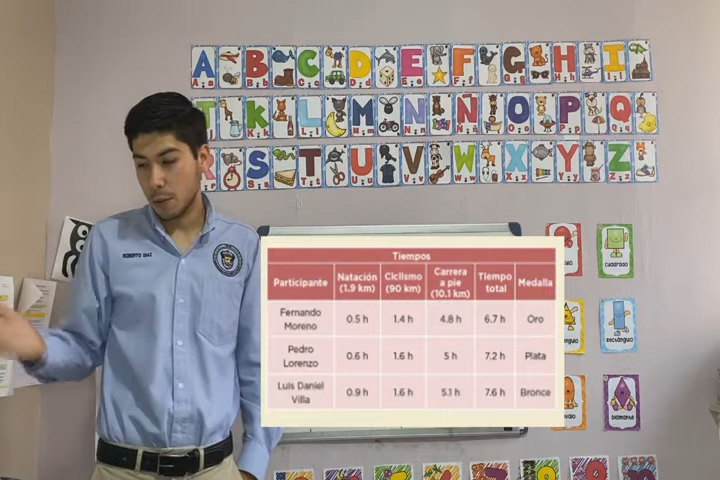 A B C D E F G H I
J K L M N Ñ O P Q
R S T U V W X Y Z
ROBERTO DIAZ
Tiempos
Participante Natación (1.9 km) Ciclismo (90 km) Carrera a pie (10.1 km) Tiempo total Medalla
Fernando Moreno 0.5 h 1.4 h 4.8 h 6.7 h Oro
Pedro Lorenzo 0.6 h 1.6 h 5 h 7.2 h Plata
Luis Daniel Villa 0.9 h 1.6 h 5.1 h 7.6 h Bronce
cuadrado
rectángulo
diamante